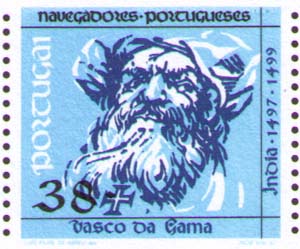 NAVEGADORES · PORTUGUESES
PORTUGAL
Índia · 1497 · 1499
38
Vasco da Gama